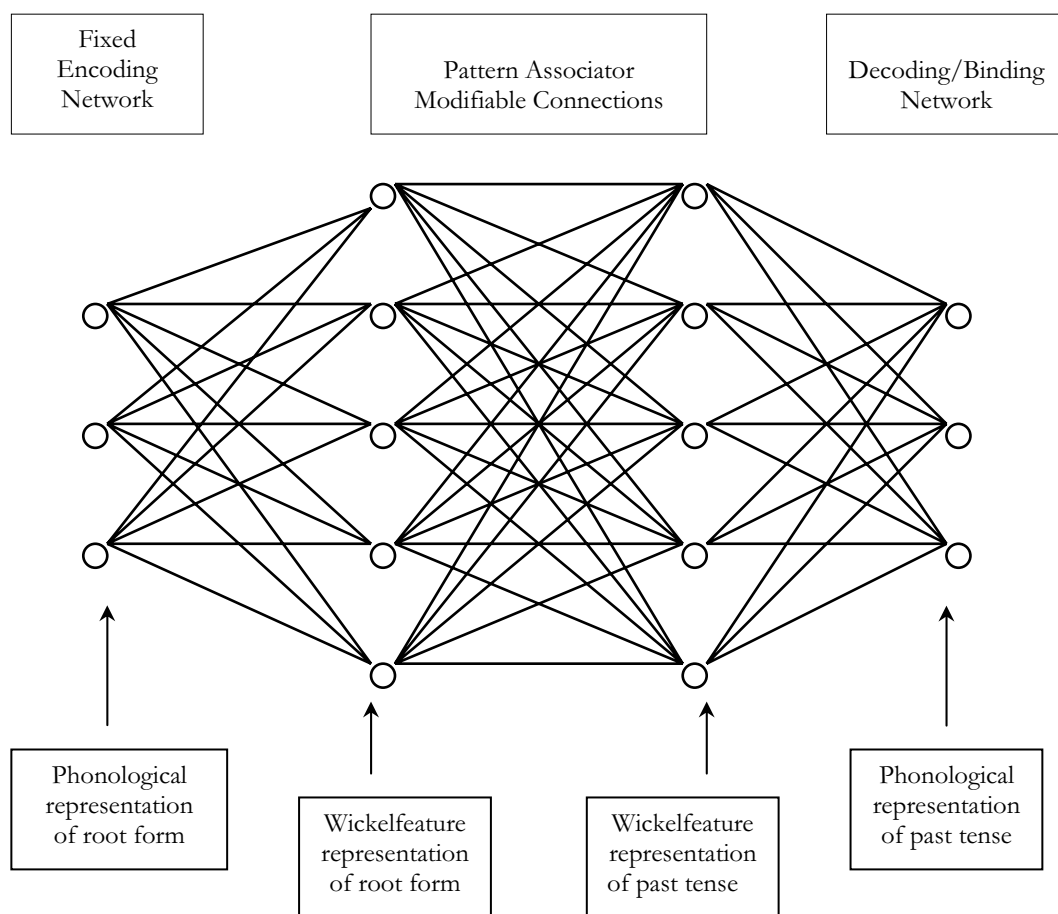 Fixed
Encoding
Network
Pattern Associator
Modifiable Connections
Decoding/Binding
Network
Phonological
representation
of root form
Wickelfeature
representation
of root form
Wickelfeature
representation
of past tense
Phonological
representation
of past tense